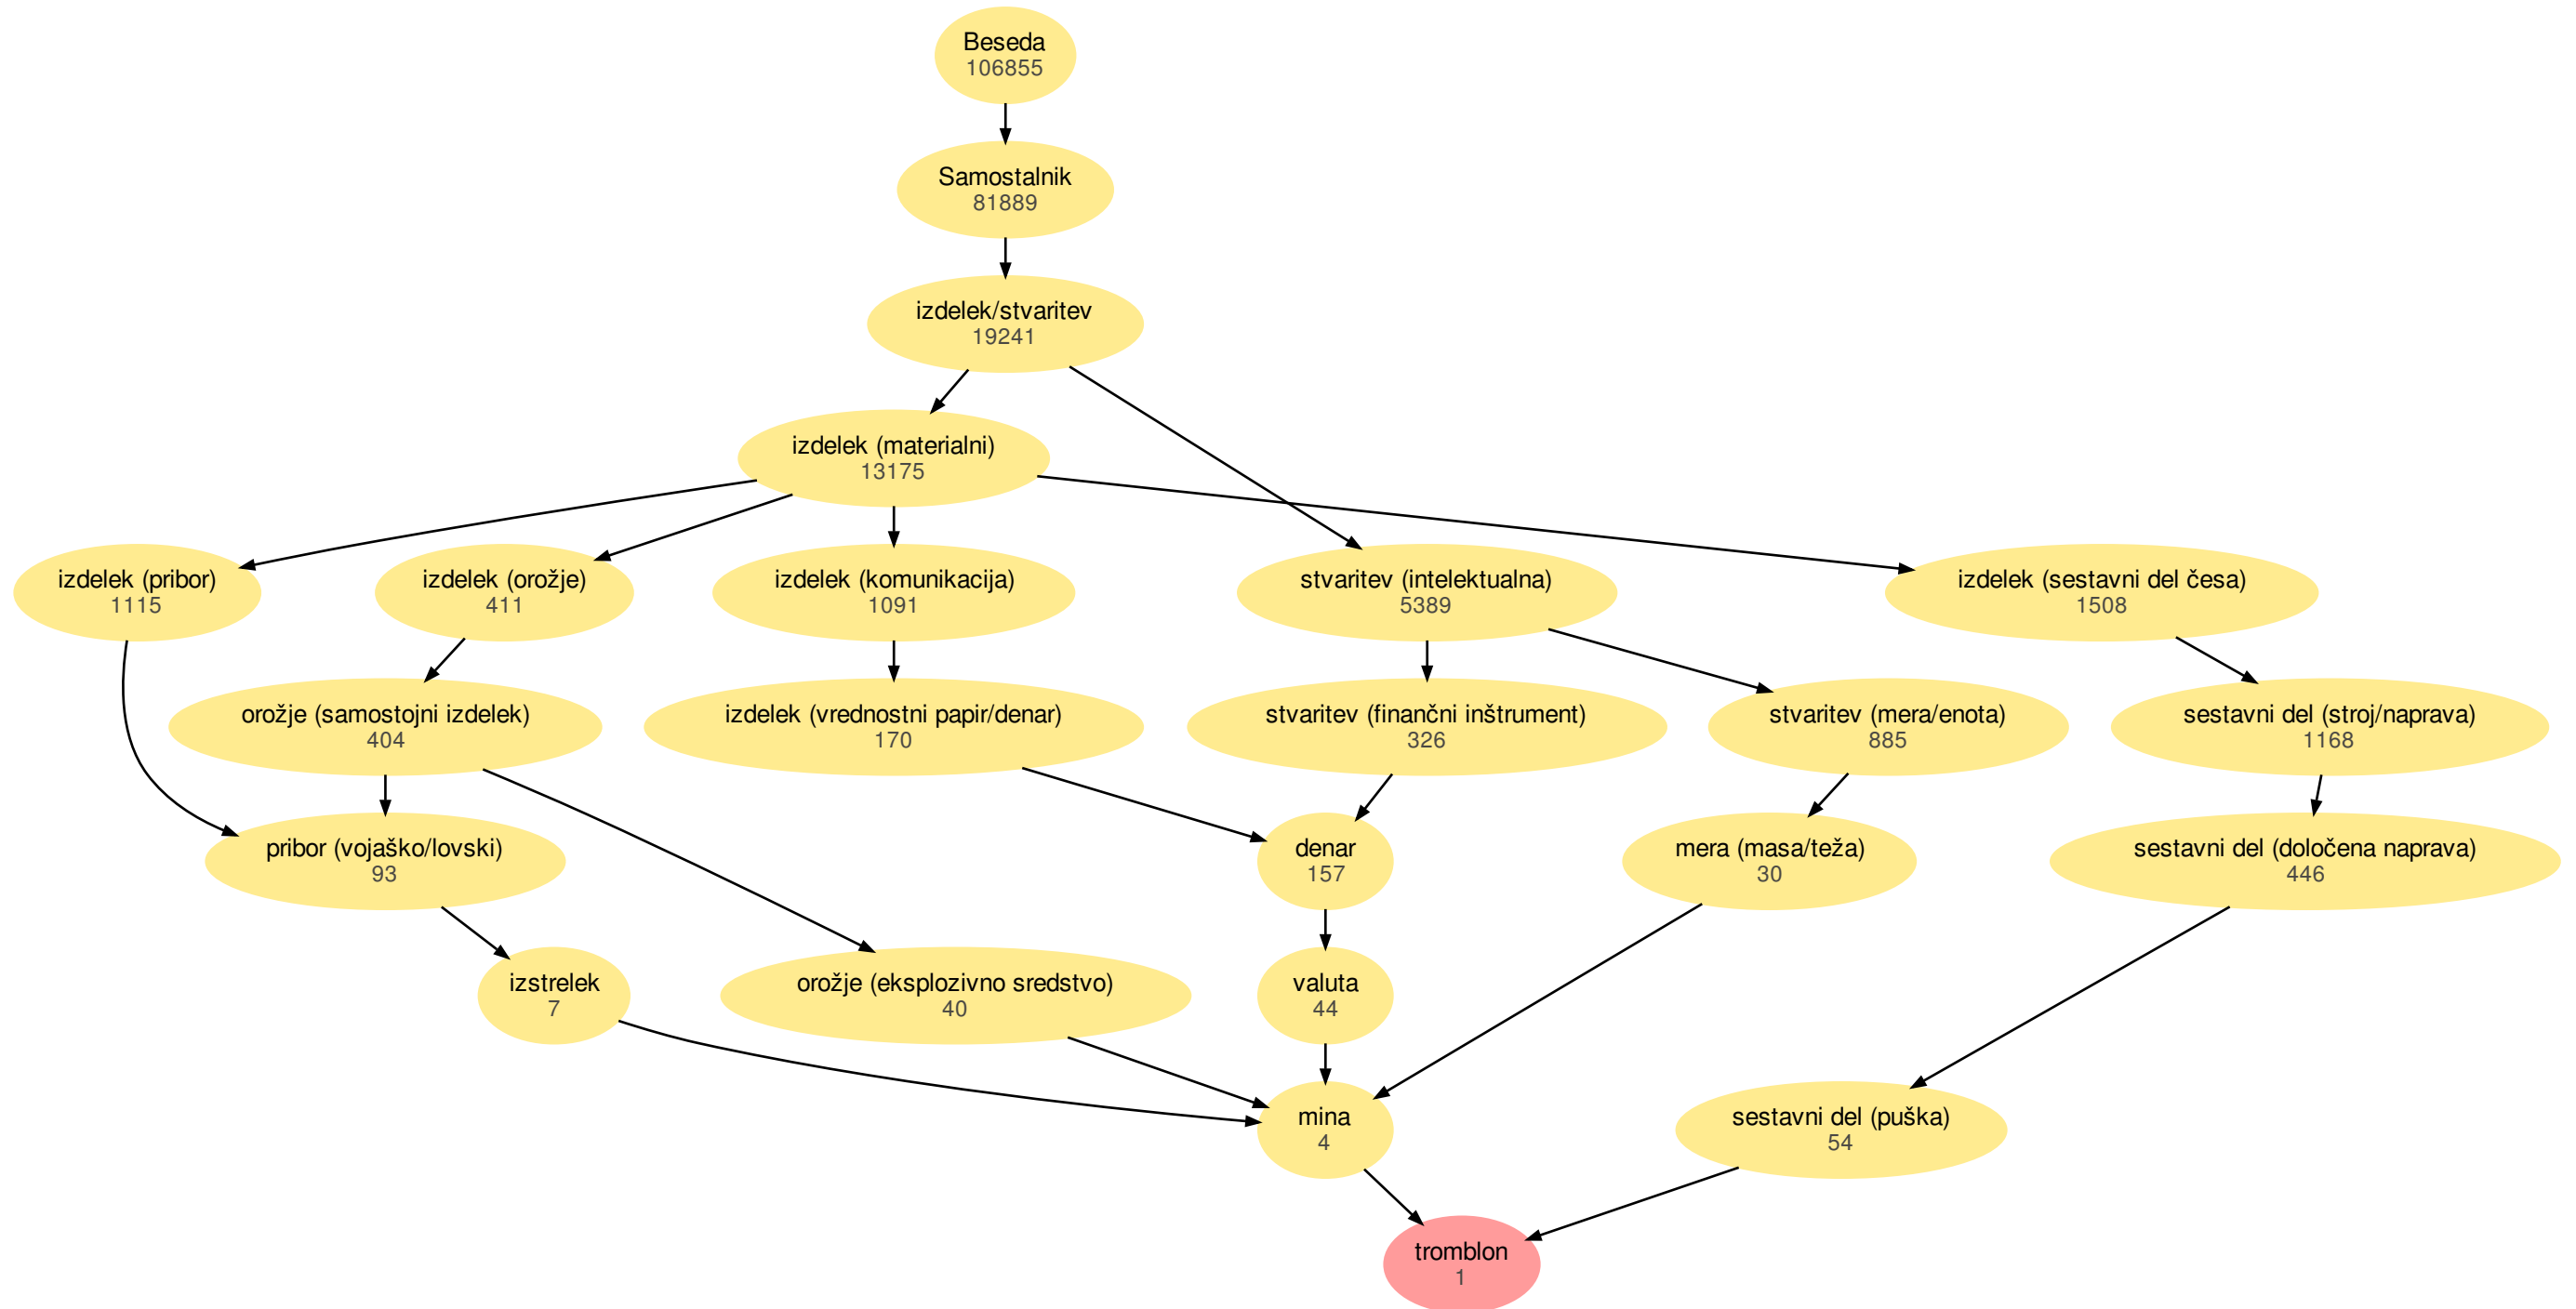 Beseda
106855
Samostalnik
81889
izdelek/stvaritev
19241
izdelek (materialni)
13175
izdelek (pribor)
1115
izdelek (orožje)
411
izdelek (komunikacija)
1091
stvaritev (intelektualna)
5389
izdelek (sestavni del česa)
1508
orožje (samostojni izdelek)
404
izdelek (vrednostni papir/denar)
170
stvaritev (finančni inštrument)
326
stvaritev (mera/enota)
885
sestavni del (stroj/naprava)
1168
pribor (vojaško/lovski)
93
denar
157
mera (masa/teža)
30
sestavni del (določena naprava)
446
izstrelek
7
orožje (eksplozivno sredstvo)
40
valuta
44
mina
4
sestavni del (puška)
54
tromblon
1